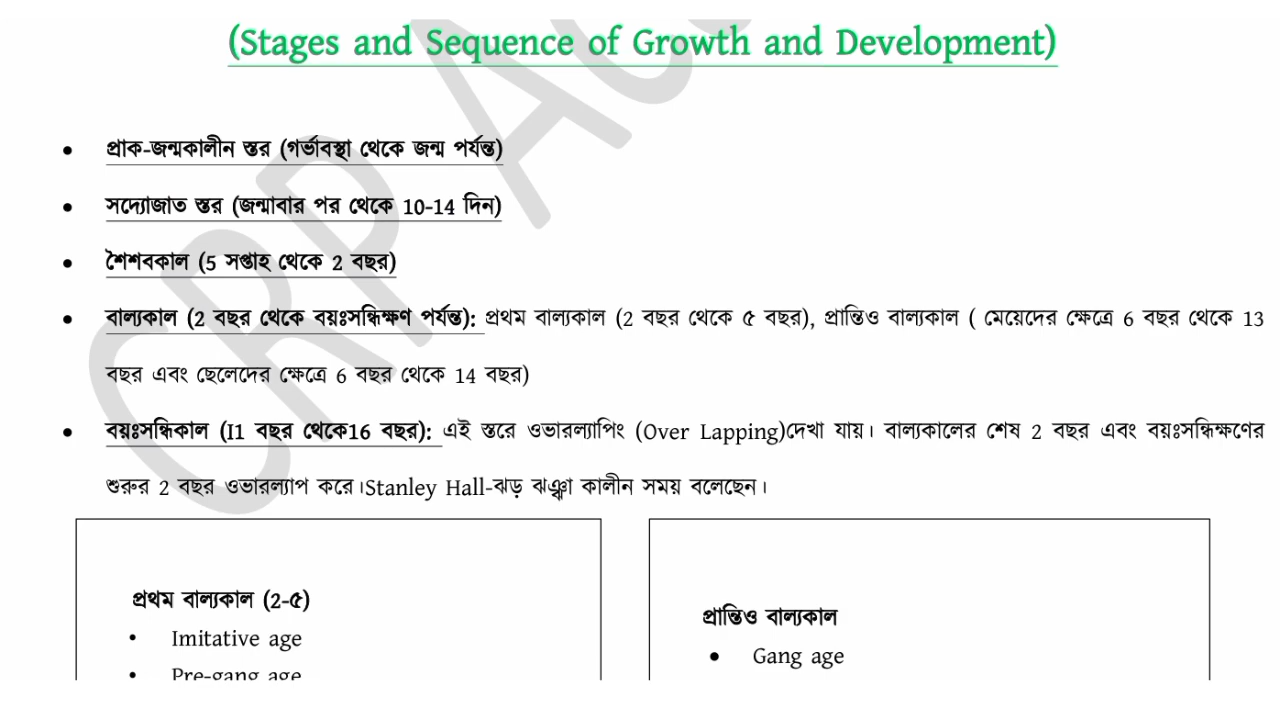 (Stages and Sequence of Growth and Development)
• প্রাক-জন্মকালীন স্তর (গর্ভাবস্থা থেকে জন্ম পর্যন্ত)
• সদ্যোজাত স্তর (জন্মাবার পর থেকে 10-14 দিন)
• শৈশবকাল (5 সপ্তাহ থেকে 2 বছর)
• বাল্যকাল (2 বছর থেকে বয়ঃসন্ধিক্ষণ পর্যন্ত): প্রথম বাল্যকাল (2 বছর থেকে ৫ বছর), প্রান্তিও বাল্যকাল ( মেয়েদের ক্ষেত্রে 6 বছর থেকে 13
বছর এবং ছেলেদের ক্ষেত্রে 6 বছর থেকে 14 বছর)
• বয়ঃসন্ধিকাল (I1 বছর থেকে16 বছর): এই স্তরে ওভারল্যাপিং (Over Lapping)দেখা যায়। বাল্যকালের শেষ 2 বছর এবং বয়ঃসন্ধিক্ষণের
শুরুর 2 বছর ওভারল্যাপ করে।Stanley Hall-ঝড় ঝঞ্ঝা কালীন সময় বলেছেন।
প্রথম বাল্যকাল (2-৫)
• Imitative age
• Pre-gang age
প্রান্তিও বাল্যকাল
• Gang age
CRP